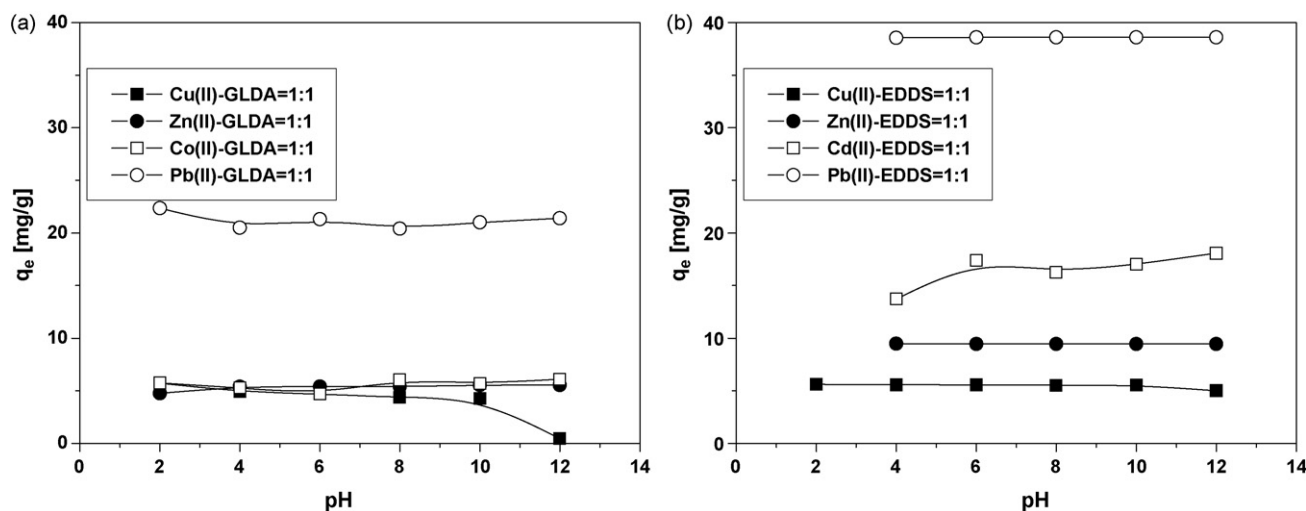 (a)
40
30
20
10
0
qe [mg/g]
Cu(II)-GLDA=1:1
Zn(II)-GLDA=1:1
Co(II)-GLDA=1:1
Pb(II)-GLDA=1:1
0 2 4 6 8 10 12 14
pH
(b)
40
30
20
10
0
qe [mg/g]
Cu(II)-EDDS=1:1
Zn(II)-EDDS=1:1
Cd(II)-EDDS=1:1
Pb(II)-EDDS=1:1
0 2 4 6 8 10 12 14
pH